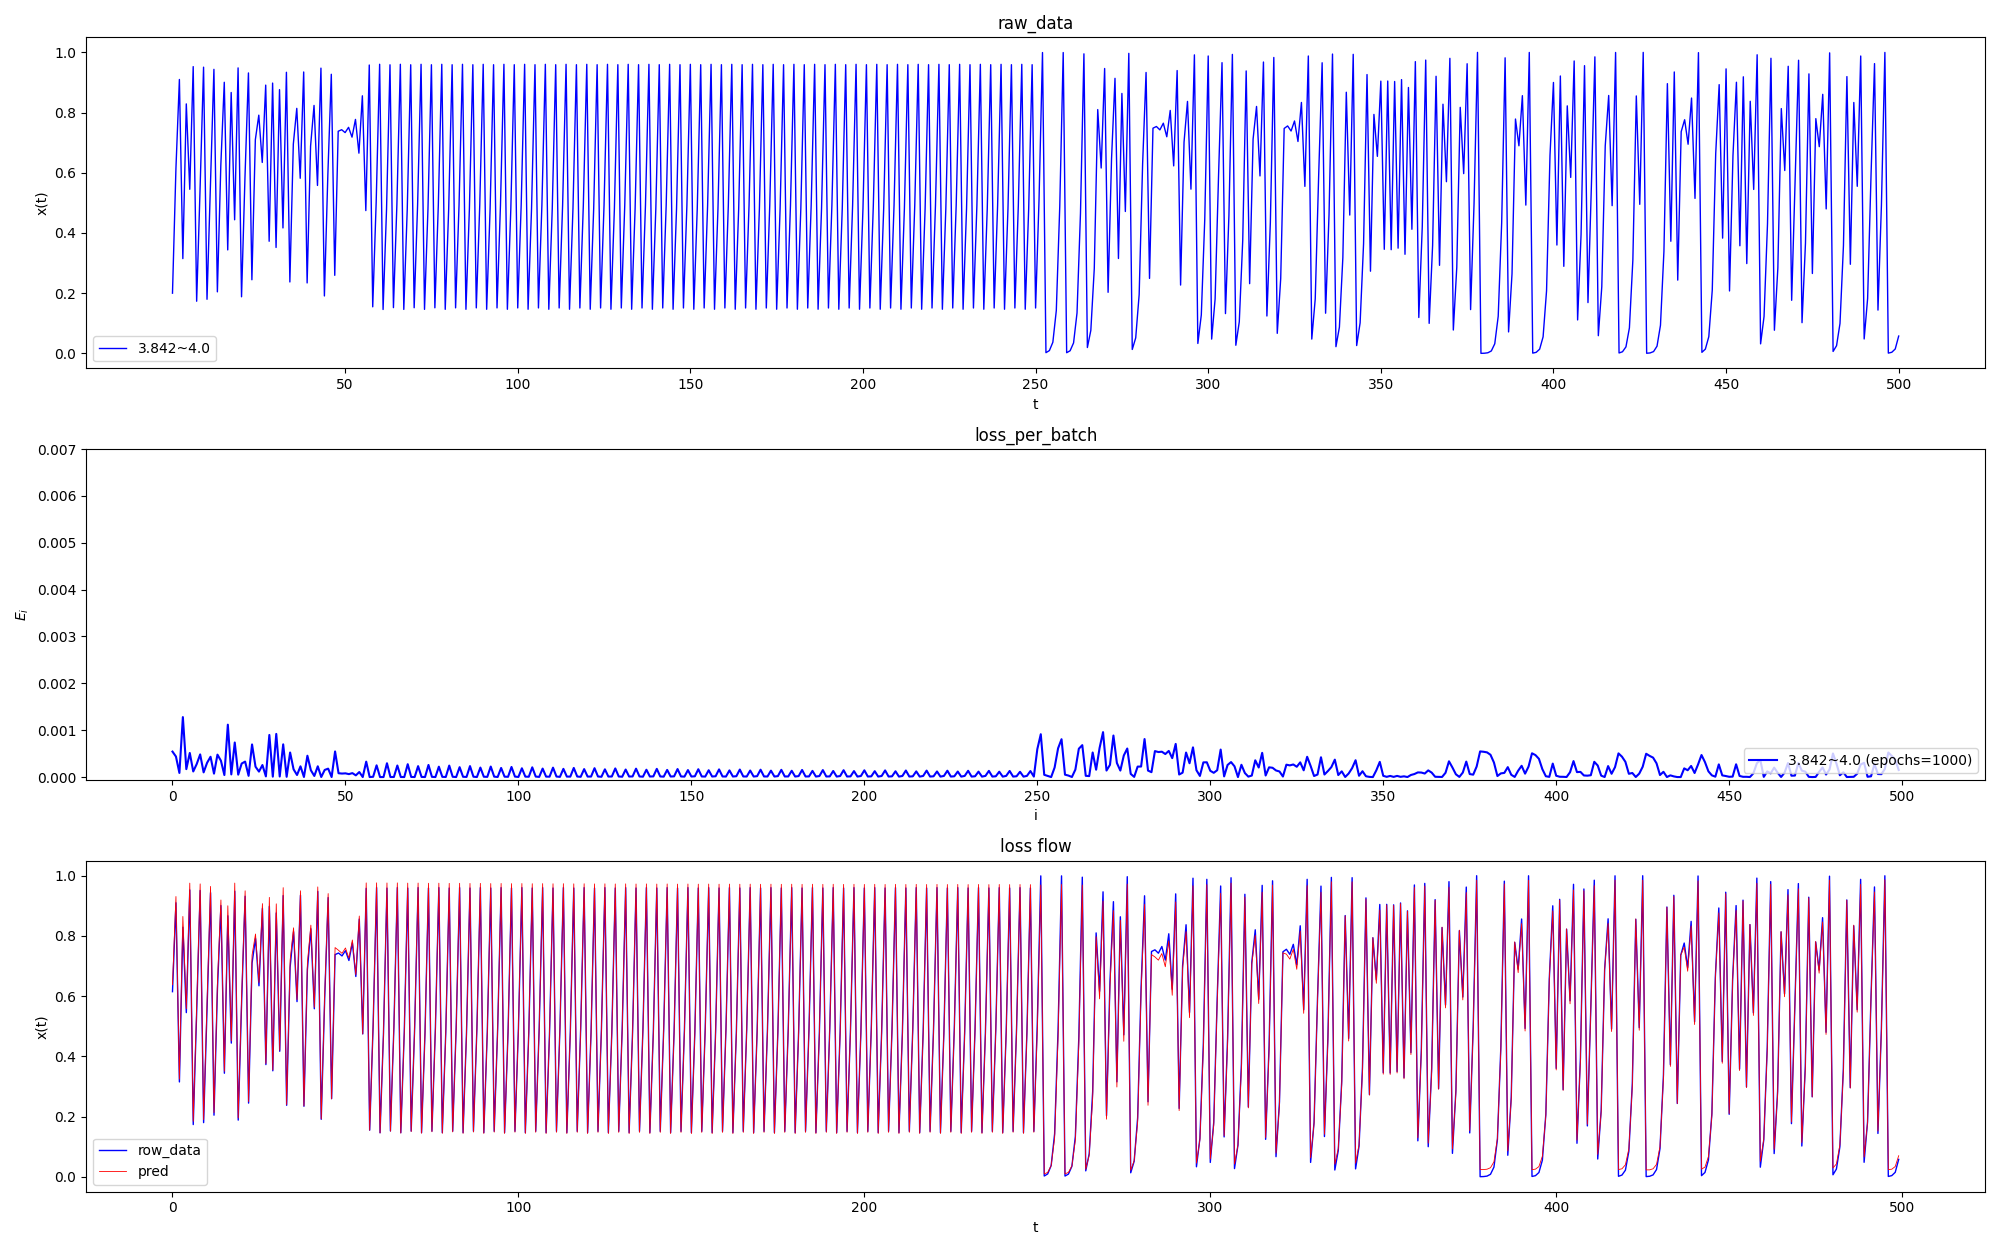 raw_data
1.0
0.8
0.6
0.4
0.2
0.0
x(t)
3.842~4.0
50 100 150 200 250 300 350 400 450 500
t
loss_per_batch
0.007
0.006
0.005
0.004
0.003
0.002
0.001
0.000
E_i
3.842~4.0 (epochs=1000)
0 50 100 150 200 250 300 350 400 450 500
i
loss flow
1.0
0.8
0.6
0.4
0.2
0.0
x(t)
row_data
pred
0 100 200 300 400 500
t